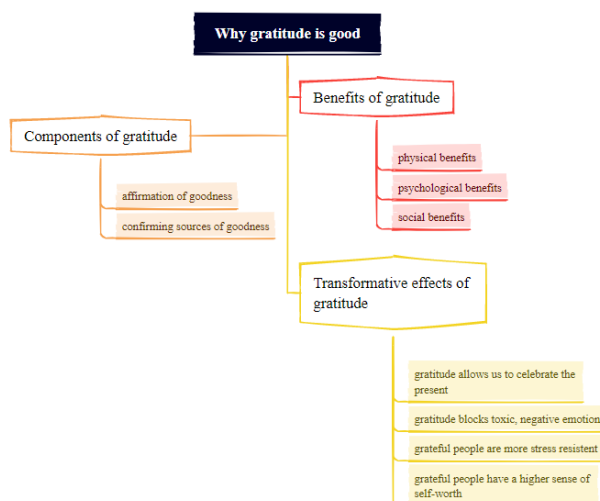 Why gratitude is good
Benefits of gratitude
physical benefits
psychological benefits
social benefits
Components of gratitude
affirmation of goodness
confirming sources of goodness
Transformative effects of
gratitude
gratitude allows us to celebrate the
present
gratitude blocks toxic, negative emotion
grateful people are more stress resistent
grateful people have a higher sense of
self-worth